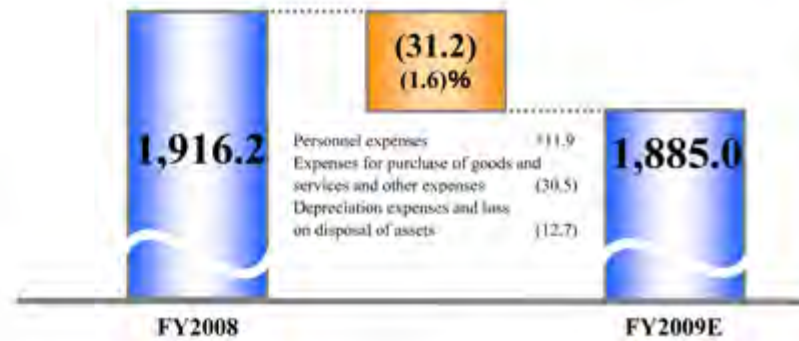 (31.2)
(1.6)%
1,916.2
1,885.0
Personnel expenses +11.9
Expenses for purchase of goods and
services and other expenses (30.5)
Depreciation expenses and loss
on disposal of assets (12.7)
FY2008
FY2009E